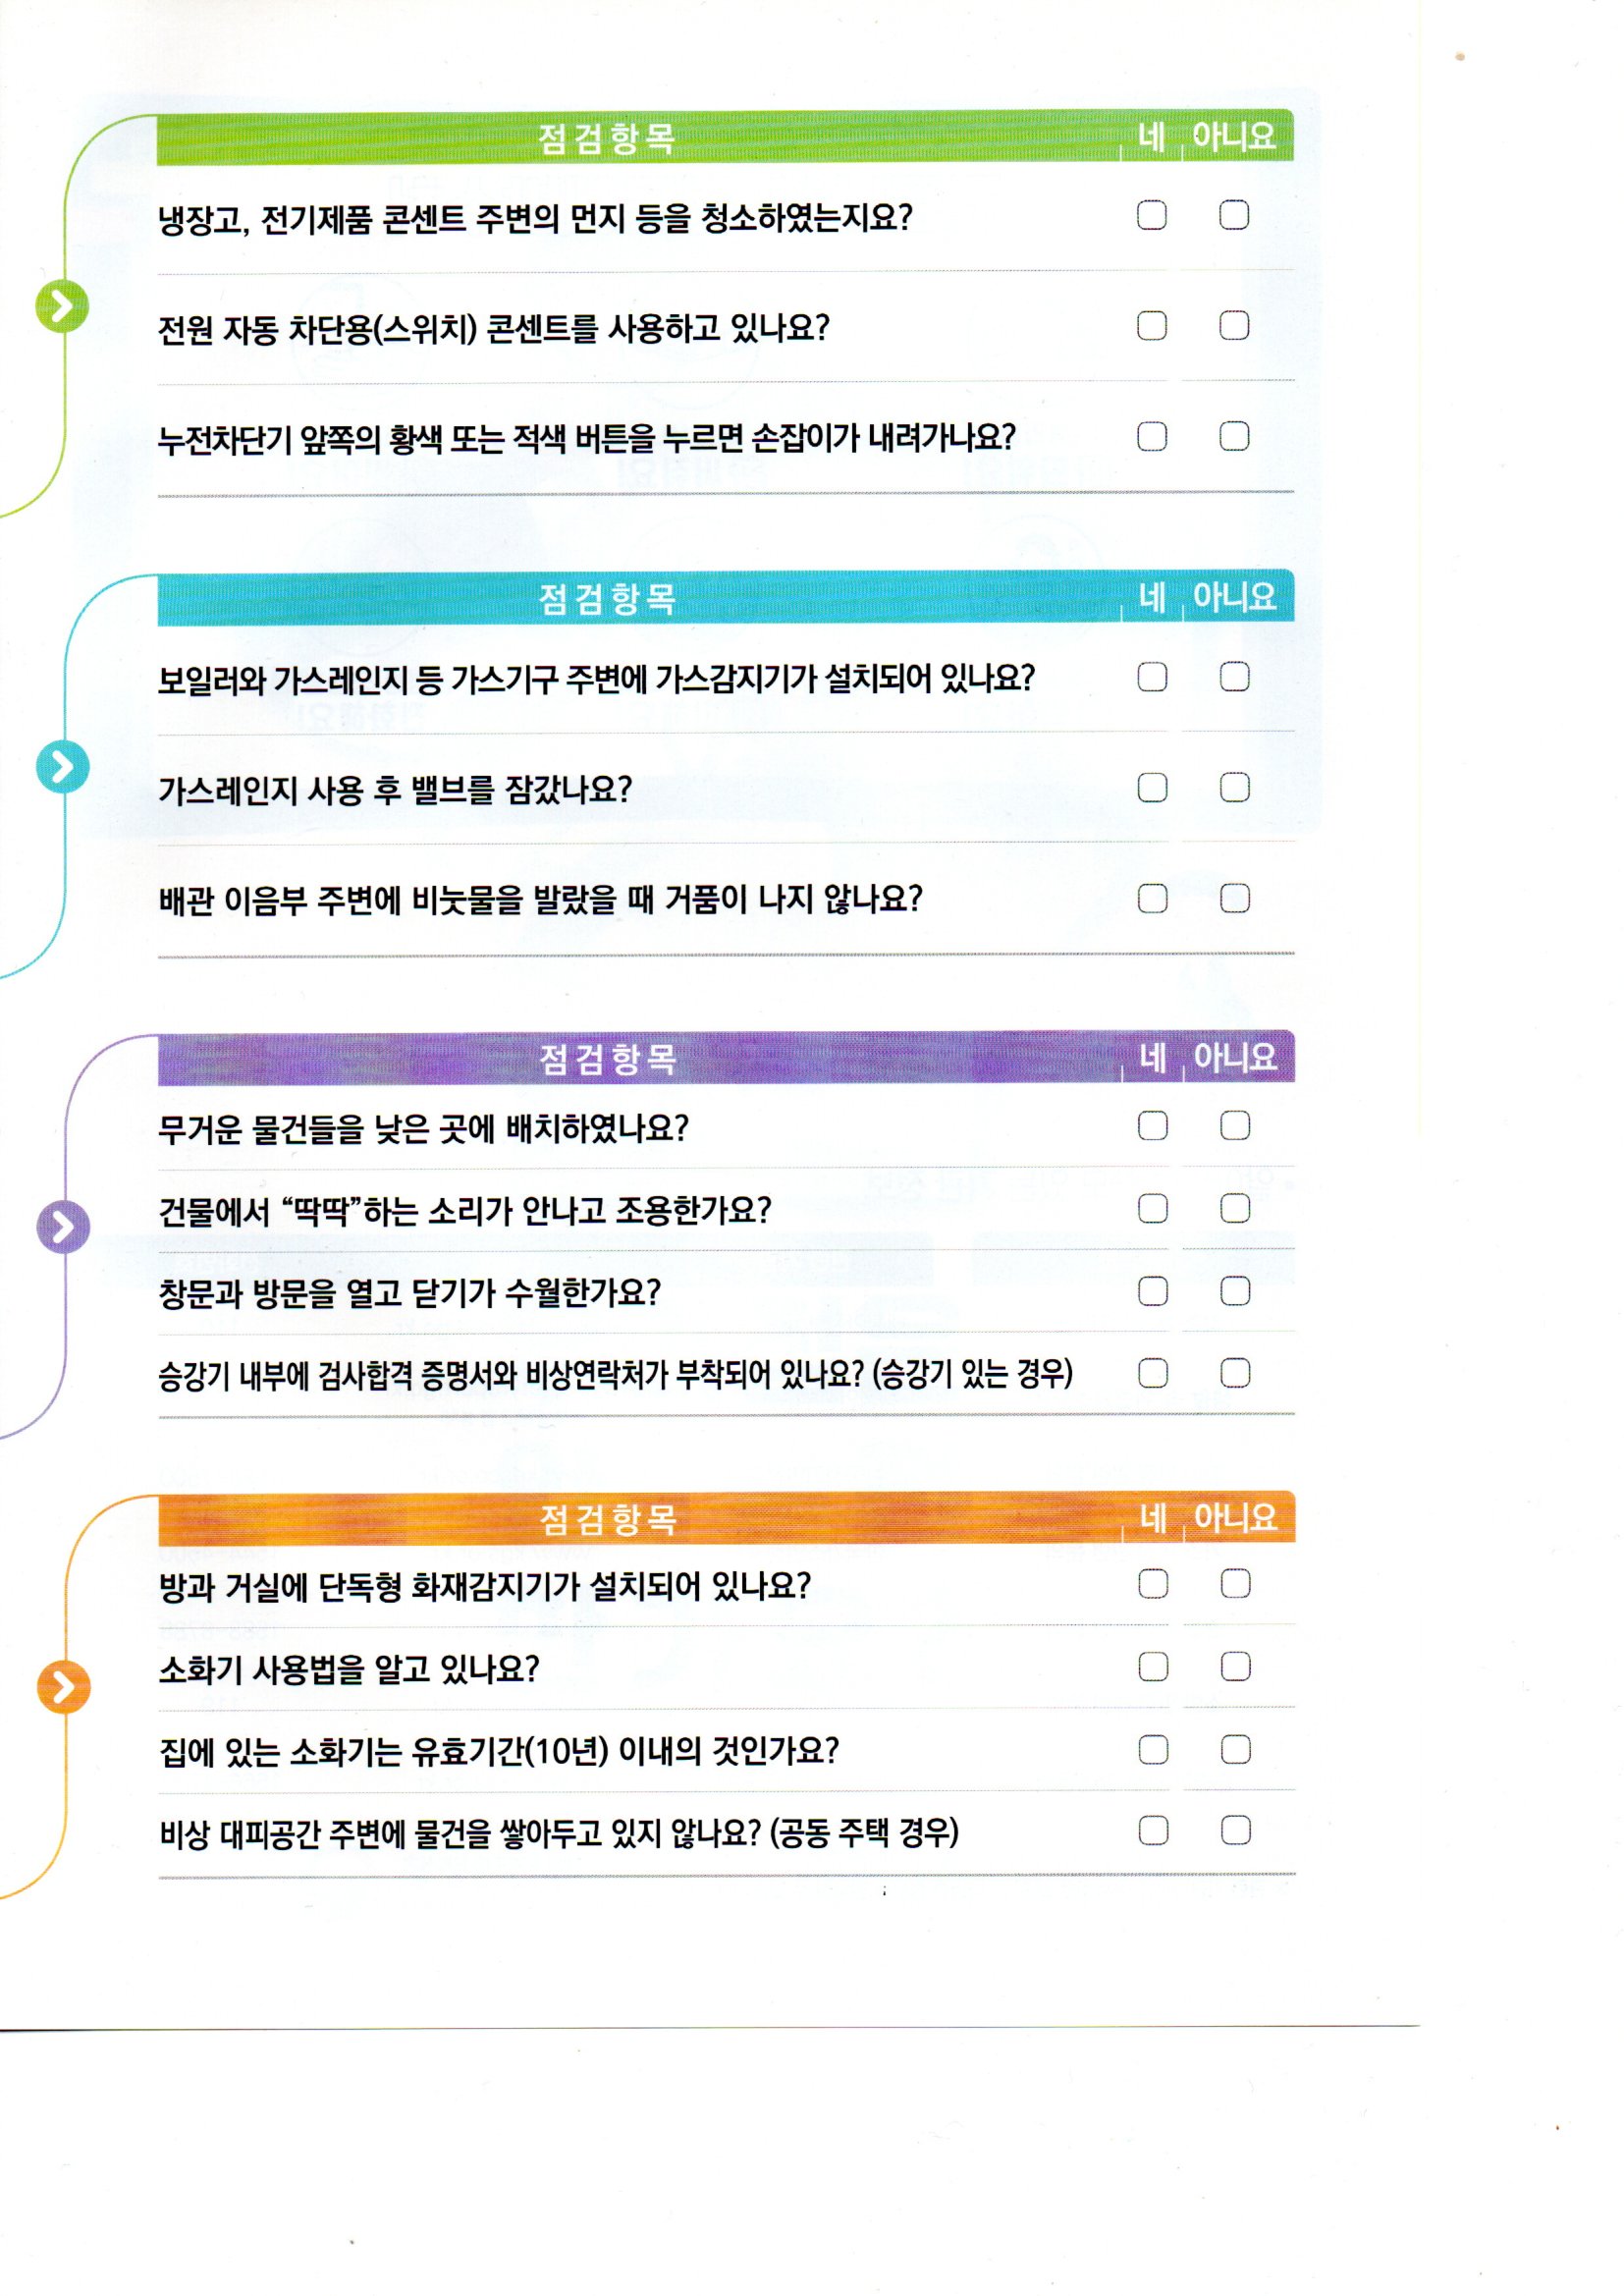 점검항목 네 아니요
냉장고, 전기제품 콘센트 주변의 먼지 등을 청소하였는지요?
전원 자동 차단용(스위치) 콘센트를 사용하고 있나요?
누전차단기 앞쪽의 황색 또는 적색 버튼을 누르면 손잡이가 내려가나요?
점검항목 네 아니요
보일러와 가스레인지 등 가스기구 주변에 가스감지기가 설치되어 있나요?
가스레인지 사용 후 밸브를 잠갔나요?
배관 이음부 주변에 비눗물을 발랐을 때 거품이 나지 않나요?
점검항목 네 아니요
무거운 물건들을 낮은 곳에 배치하였나요?
건물에서 “딱딱”하는 소리가 안나고 조용한가요?
창문과 방문을 열고 닫기가 수월한가요?
승강기 내부에 검사합격 증명서와 비상연락처가 부착되어 있나요? (승강기 있는 경우)
점검항목 네 아니요
방과 거실에 단독형 화재감지기가 설치되어 있나요?
소화기 사용법을 알고 있나요?
집에 있는 소화기는 유효기간(10년) 이내의 것인가요?
비상 대피공간 주변에 물건을 쌓아두고 있지 않나요? (공동 주택 경우)